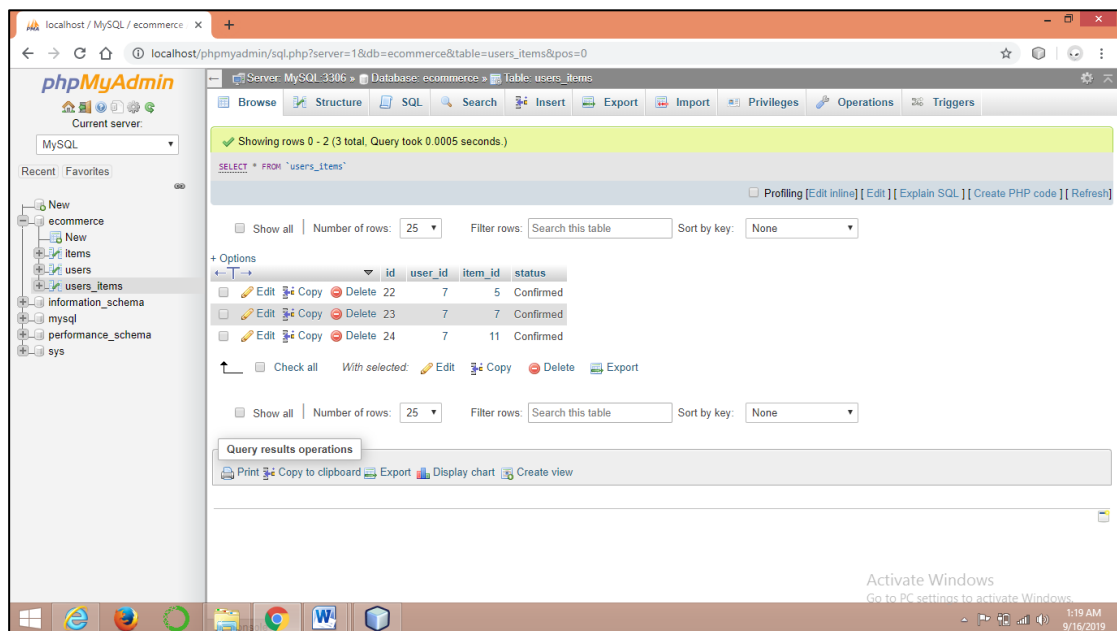 localhost / MySQL / ecommerce
localhost/phpmyadmin/sql.php?server=1&db=ecommerce&table=users_items&pos=0
phpMyAdmin
Current server:
MySQL
Recent Favorites
New
ecommerce
New
items
users
users_items
information_schema
mysql
performance_schema
sys
Server: MySQL:3306 » Database: ecommerce » Table: users_items
Browse Structure SQL Search Insert Export Import Privileges Operations Triggers
Showing rows 0 - 2 (3 total, Query took 0.0005 seconds.)
SELECT * FROM `users_items`
Profiling [Edit inline] [ Edit ] [ Explain SQL ] [ Create PHP code ] [ Refresh]
Show all Number of rows: 25 Filter rows: Search this table Sort by key: None
+ Options
id user_id item_id status
Edit Copy Delete 22 7 5 Confirmed
Edit Copy Delete 23 7 7 Confirmed
Edit Copy Delete 24 7 11 Confirmed
Check all With selected: Edit Copy Delete Export
Show all Number of rows: 25 Filter rows: Search this table Sort by key: None
Query results operations
Print Copy to clipboard Export Display chart Create view
Activate Windows
Go to PC settings to activate Windows.
1:19 AM
9/16/2019